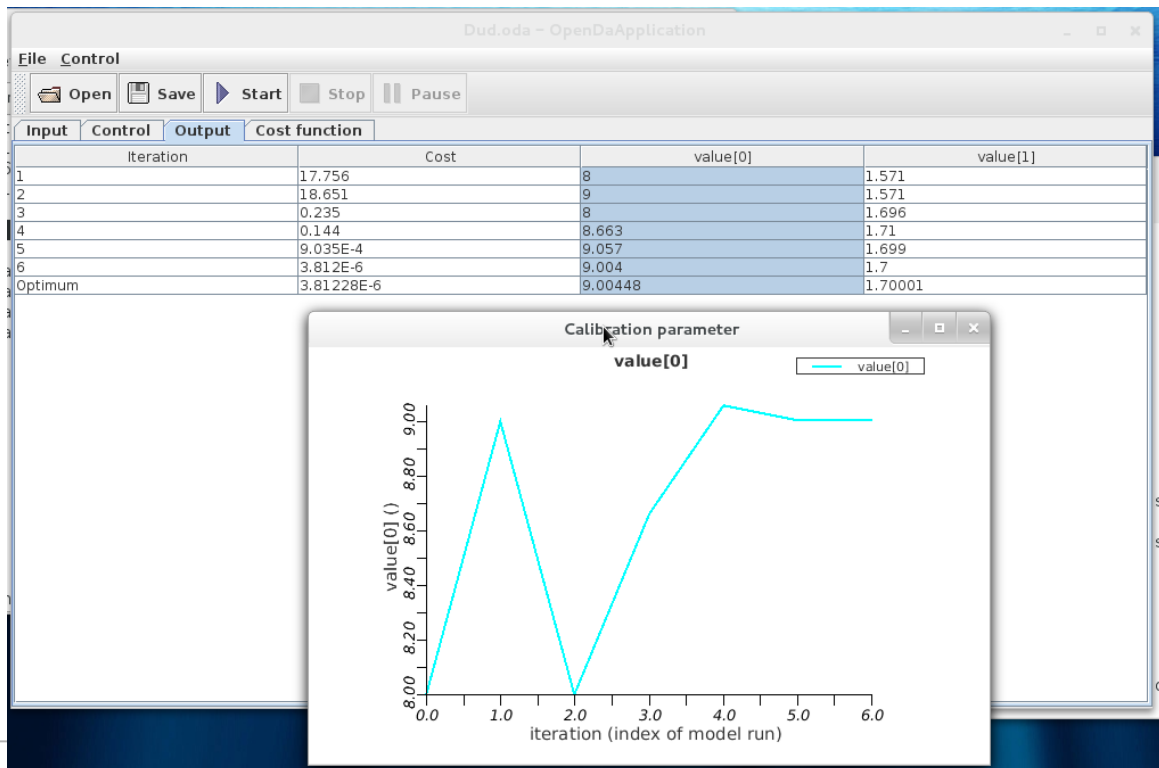 Dud.oda – OpenDaApplication
File Control
Open Save Start Stop Pause
Input Control Output Cost function
Iteration Cost value[0] value[1]
1 17.756 8 1.571
2 18.651 9 1.571
3 0.235 8 1.696
4 0.144 8.663 1.71
5 9.035E-4 9.057 1.699
6 3.812E-6 9.004 1.7
Optimum 3.81228E-6 9.00448 1.70001
Calibration parameter
value[0]
value[0]
9.00
8.80
8.60
8.40
8.20
8.00
value[0] ()
0.0 1.0 2.0 3.0 4.0 5.0 6.0
iteration (index of model run)